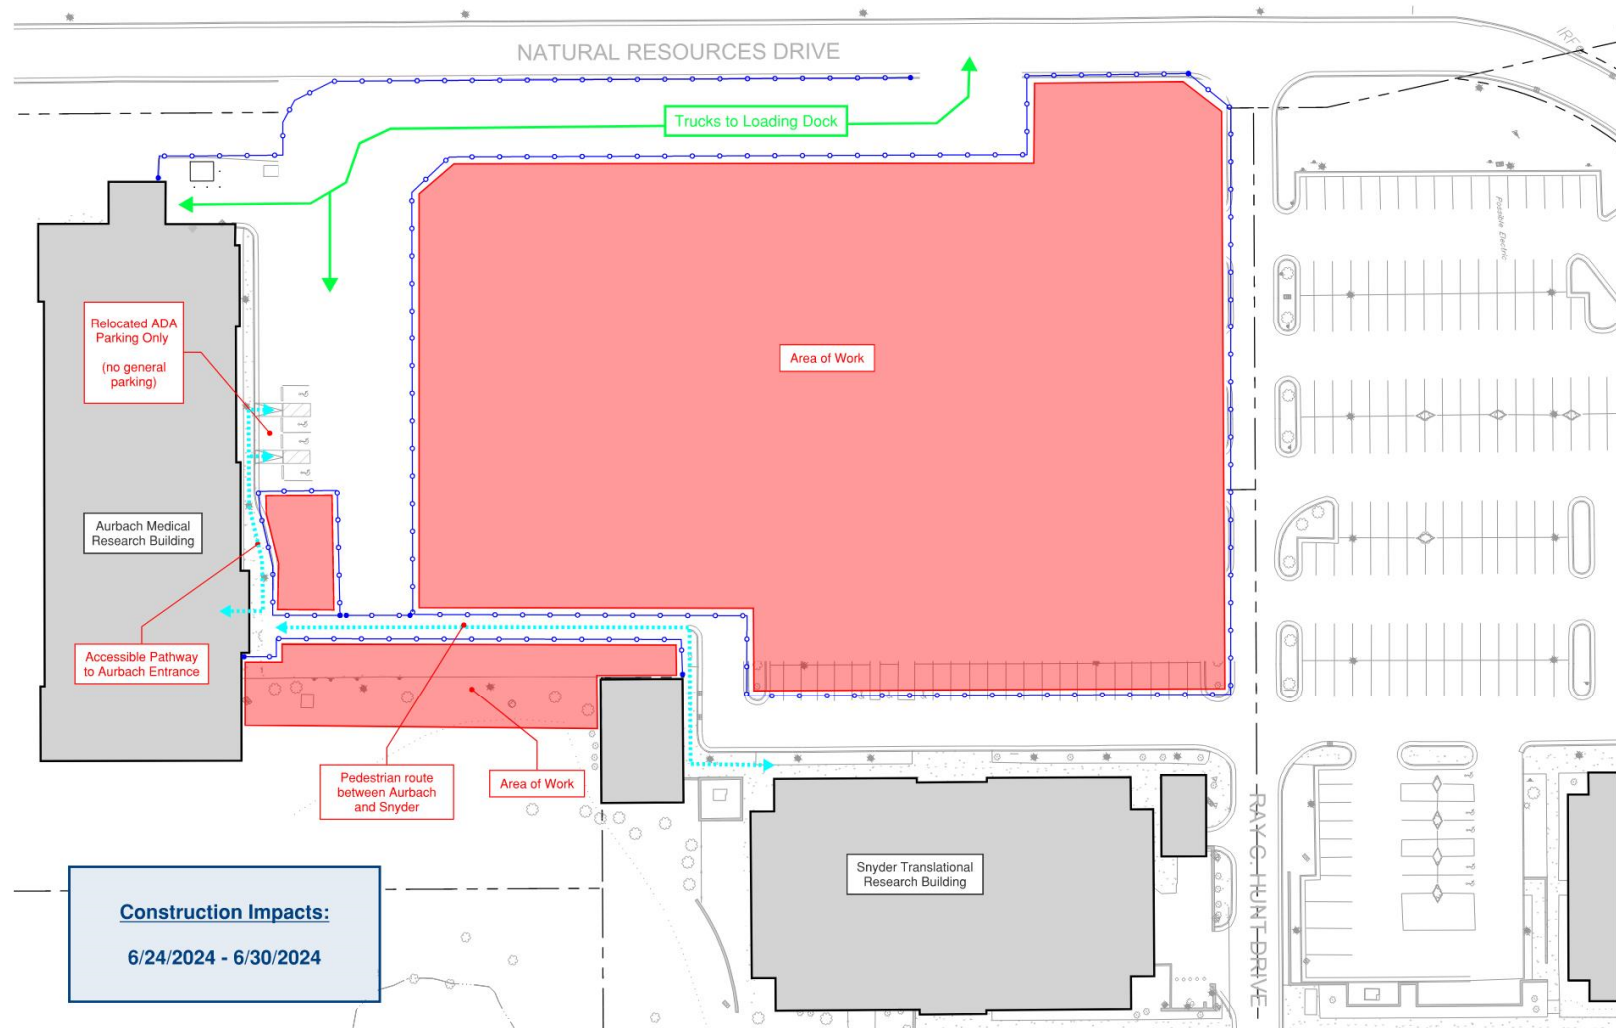 NATURAL RESOURCES DRIVE
Trucks to Loading Dock
Possible Electric
Relocated ADA
Parking Only
(no general
parking)
Area of Work
Aurbach Medical
Research Building
Accessible Pathway
to Aurbach Entrance
Pedestrian route
between Aurbach
and Snyder
Area of Work
Snyder Translational
Research Building
RAY C. HUNT DRIVE
Construction Impacts:
6/24/2024 - 6/30/2024